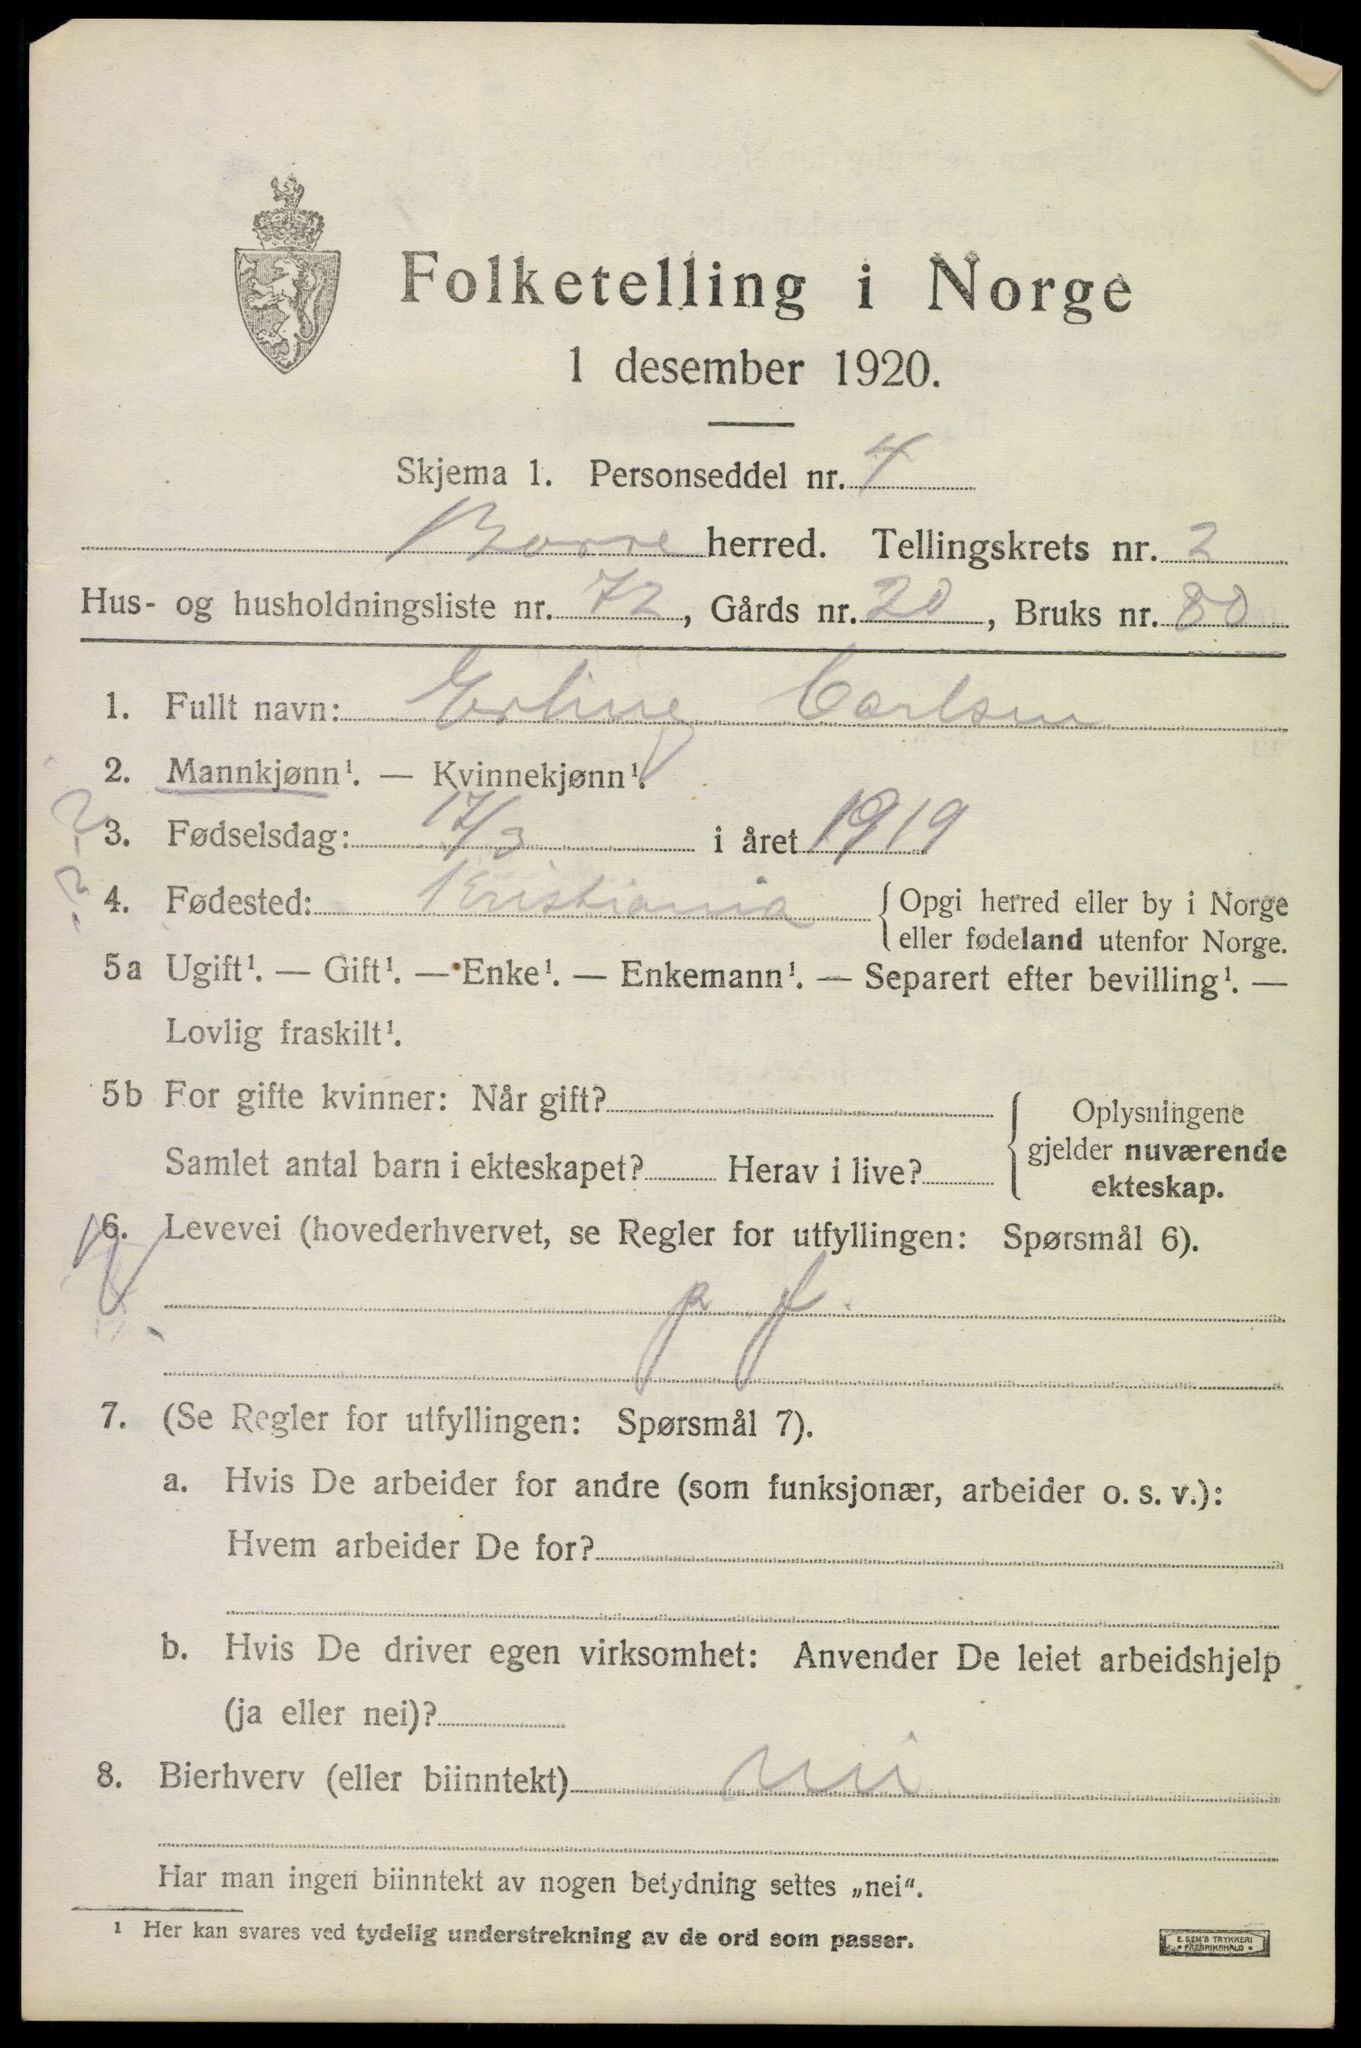 Folketelling i Norge
1 desember 1920.
Skjema 1. Personseddel nr. 4
Borre herred. Tellingskrets nr. 2
Hus- og husholdningsliste nr. 72, Gårds nr. 20, Bruks nr. 80
1. Fullt navn: Erling Carlsen
2. Mannkjønn¹. — Kvinnekjønn¹.
3. Fødselsdag: 17/3 i året 1919
4. Fødested: Kristiania { Opgi herred eller by i Norge
eller fødeland utenfor Norge.
5a Ugift¹. — Gift¹. — Enke¹. — Enkemann¹. — Separert efter bevilling¹. —
Lovlig fraskilt¹.
5b For gifte kvinner: Når gift?
Samlet antal barn i ekteskapet? Herav i live?
{ Oplysningene
gjelder nuværende
ekteskap.
6. Levevei (hovederhvervet, se Regler for utfyllingen: Spørsmål 6).
p f.
7. (Se Regler for utfyllingen: Spørsmål 7).
a. Hvis De arbeider for andre (som funksjonær, arbeider o. s. v.):
Hvem arbeider De for?
b. Hvis De driver egen virksomhet: Anvender De leiet arbeidshjelp
(ja eller nei)?
8. Bierhverv (eller biinntekt) nei
Har man ingen biinntekt av nogen betydning settes „nei“.
¹ Her kan svares ved tydelig understrekning av de ord som passer.
E. SEM'S TRYKKERI
FREDRIKSHALD